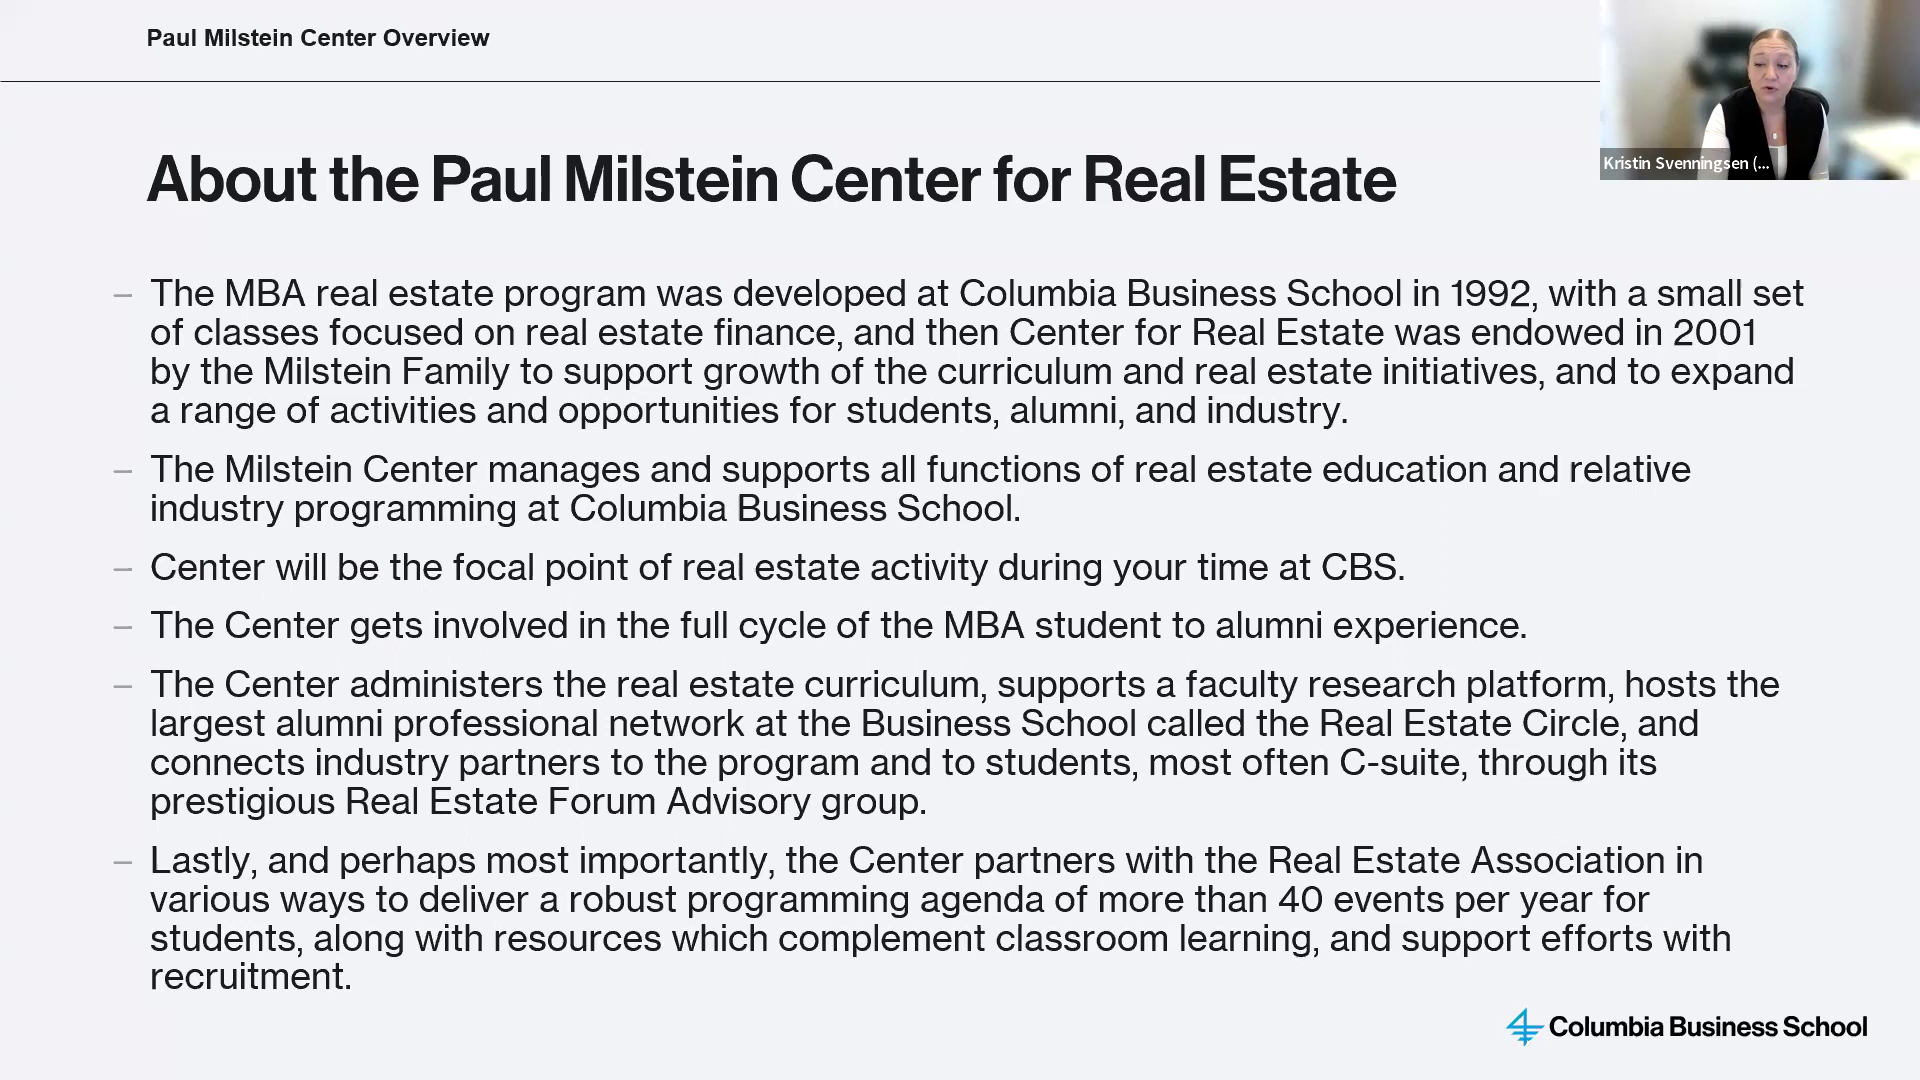 Paul Milstein Center Overview
Kristin Svenningsen (...
About the Paul Milstein Center for Real Estate
– The MBA real estate program was developed at Columbia Business School in 1992, with a small set
of classes focused on real estate finance, and then Center for Real Estate was endowed in 2001
by the Milstein Family to support growth of the curriculum and real estate initiatives, and to expand
a range of activities and opportunities for students, alumni, and industry.
– The Milstein Center manages and supports all functions of real estate education and relative
industry programming at Columbia Business School.
– Center will be the focal point of real estate activity during your time at CBS.
– The Center gets involved in the full cycle of the MBA student to alumni experience.
– The Center administers the real estate curriculum, supports a faculty research platform, hosts the
largest alumni professional network at the Business School called the Real Estate Circle, and
connects industry partners to the program and to students, most often C-suite, through its
prestigious Real Estate Forum Advisory group.
– Lastly, and perhaps most importantly, the Center partners with the Real Estate Association in
various ways to deliver a robust programming agenda of more than 40 events per year for
students, along with resources which complement classroom learning, and support efforts with
recruitment.
Columbia Business School